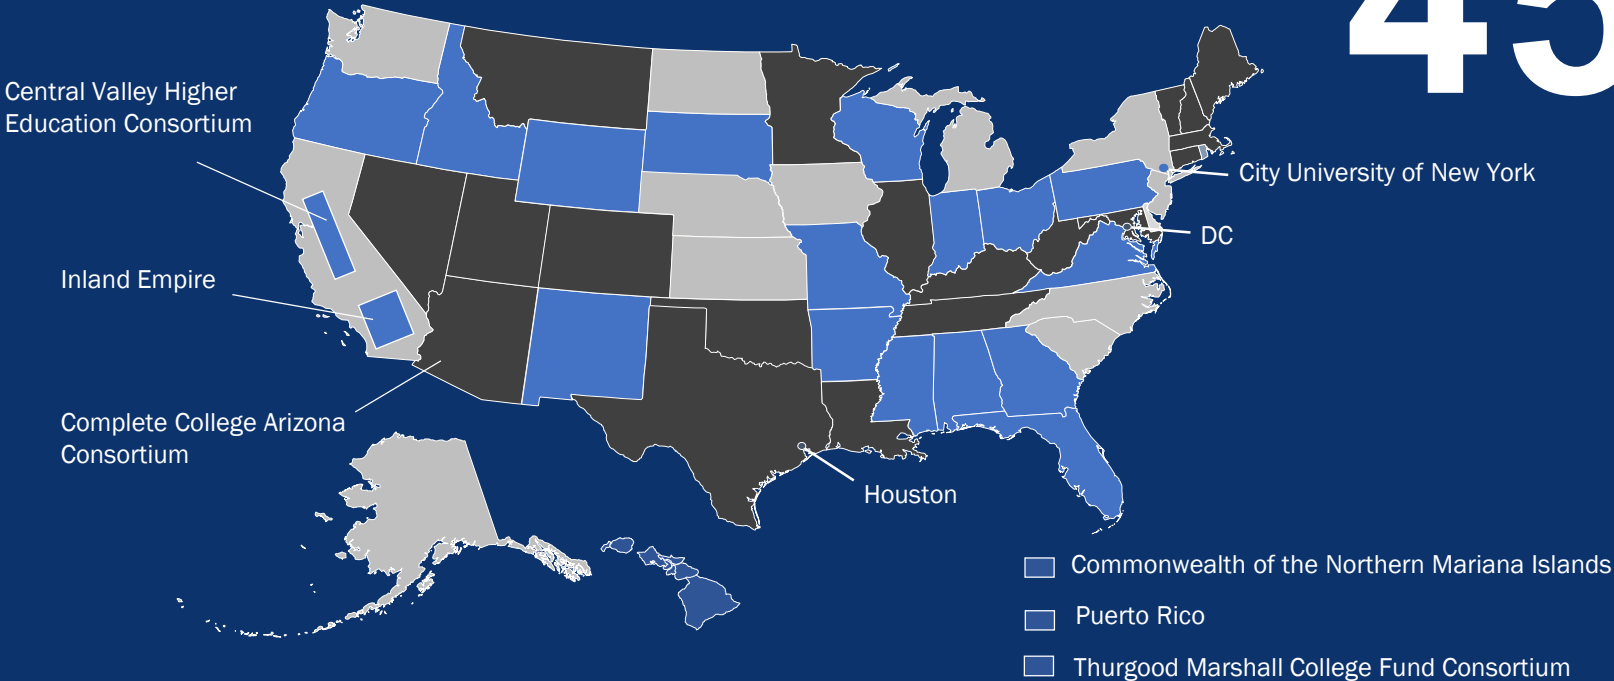 45
Central Valley Higher
Education Consortium
City University of New York
DC
Inland Empire
Complete College Arizona
Consortium
Houston
Commonwealth of the Northern Mariana Islands
Puerto Rico
Thurgood Marshall College Fund Consortium